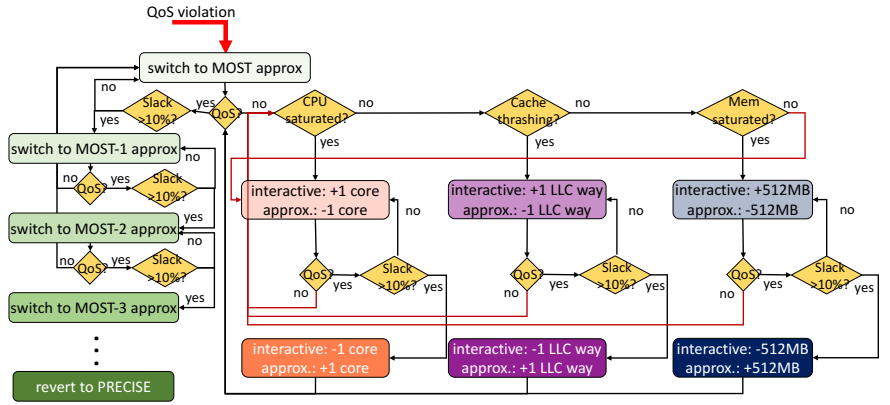 QoS violation
switch to MOST approx
no
Slack
>10%?
yes
QoS?
no
CPU
saturated?
no
Cache
thrashing?
no
Mem
saturated?
no
yes
yes
yes
yes
switch to MOST-1 approx
no
QoS?
yes
Slack
>10%?
no
yes
switch to MOST-2 approx
no
QoS?
yes
Slack
>10%?
no
yes
switch to MOST-3 approx
revert to PRECISE
interactive: +1 core
approx.: -1 core
no
QoS?
no
yes
Slack
>10%?
yes
interactive: -1 core
approx.: +1 core
interactive: +1 LLC way
approx.: -1 LLC way
no
QoS?
no
yes
Slack
>10%?
yes
interactive: -1 LLC way
approx.: +1 LLC way
interactive: +512MB
approx.: -512MB
no
QoS?
no
yes
Slack
>10%?
yes
interactive: -512MB
approx.: +512MB